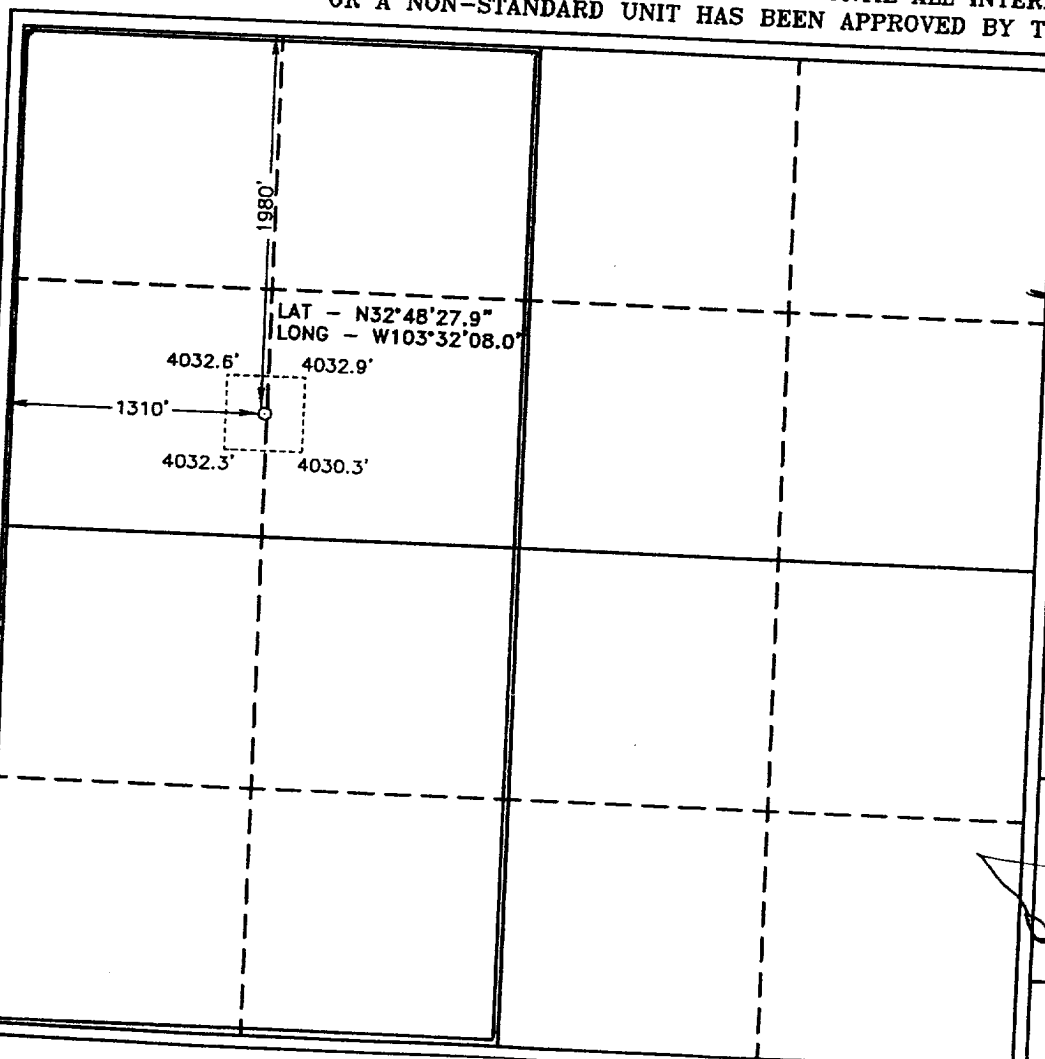 OR A NON-STANDARD UNIT HAS BEEN APPROVED BY T
1980'
LAT - N32°48'27.9"
LONG - W103°32'08.0"
4032.6' 4032.9'
1310'
4032.3' 4030.3'